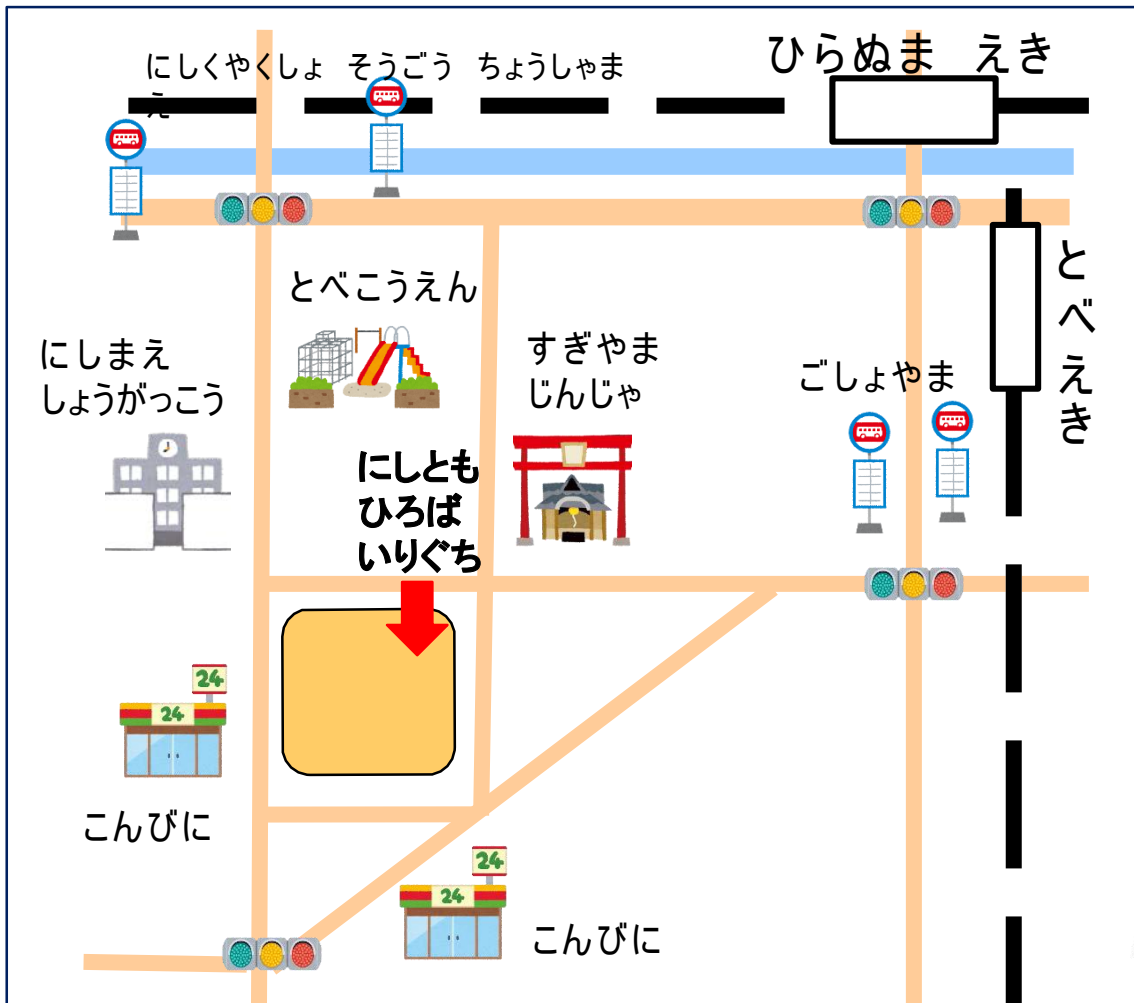 にしくやくしょ そうごう ちょうしゃま
え
ひらぬま えき
とべえき
とべこうえん
にしまえ
しょうがっこう
すぎやま
じんじゃ
ごしょやま
にしとも
ひろば
いりぐち
24
24
こんびに
24
24
こんびに